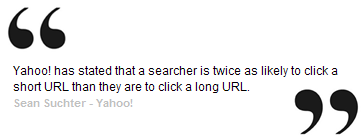 “
Yahoo! has stated that a searcher is twice as likely to click a
short URL than they are to click a long URL.
Sean Suchter - Yahoo!
”